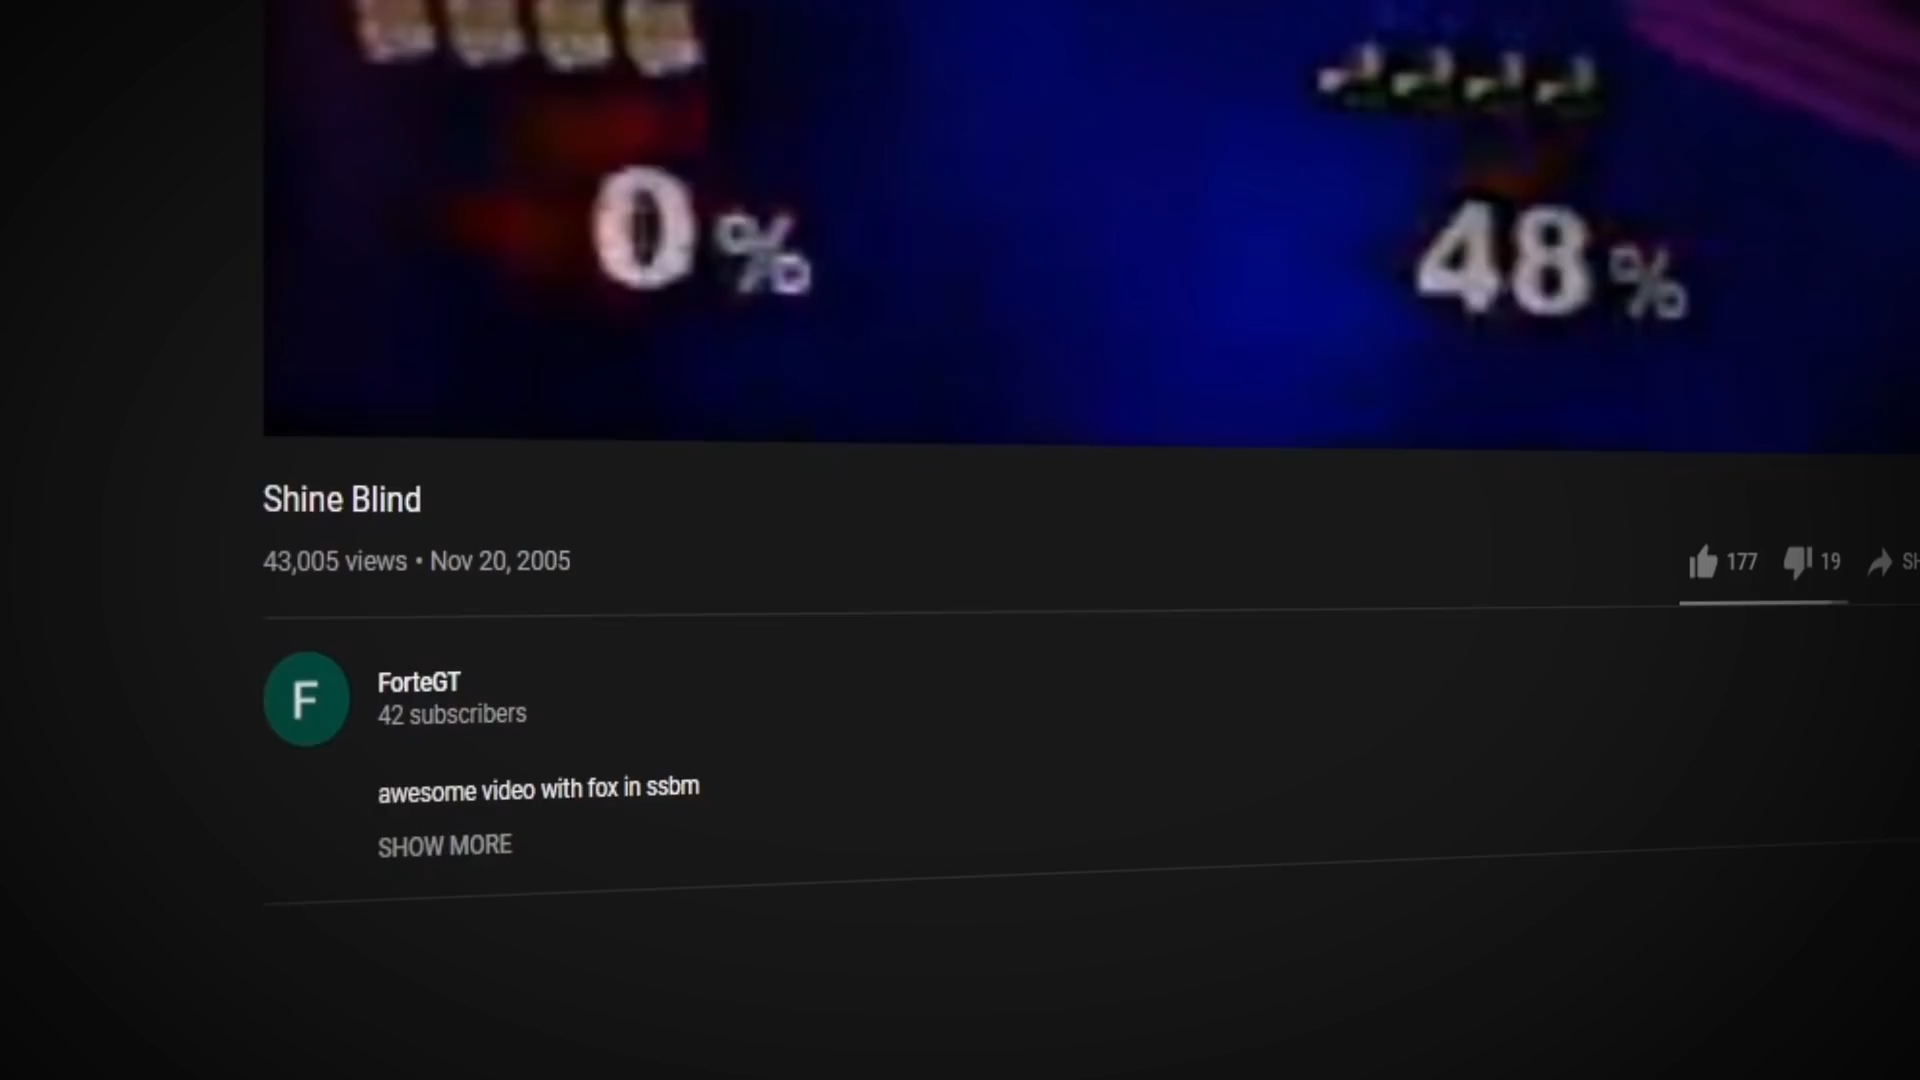 0%
48%
Shine Blind
43,005 views • Nov 20, 2005
177
19
SH
F
ForteGT
42 subscribers
awesome video with fox in ssbm
SHOW MORE